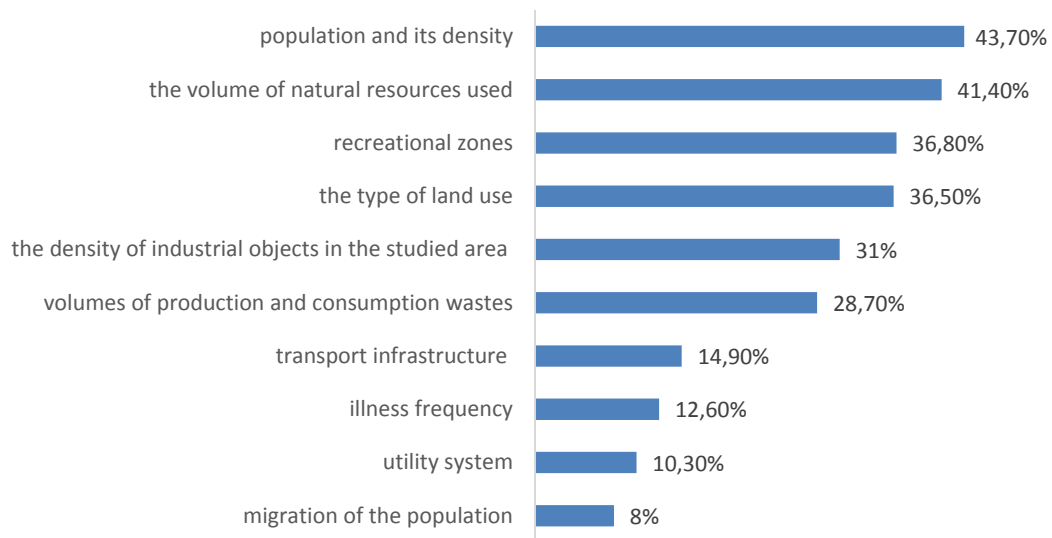 population and its density 43,70%
the volume of natural resources used 41,40%
recreational zones 36,80%
the type of land use 36,50%
the density of industrial objects in the studied area 31%
volumes of production and consumption wastes 28,70%
transport infrastructure 14,90%
illness frequency 12,60%
utility system 10,30%
migration of the population 8%